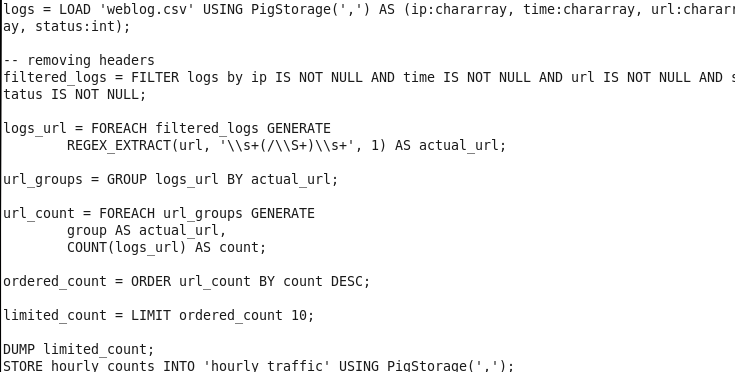 logs = LOAD 'weblog.csv' USING PigStorage(',') AS (ip:chararray, time:chararray, url:charar
ay, status:int);
-- removing headers
filtered_logs = FILTER logs by ip IS NOT NULL AND time IS NOT NULL AND url IS NOT NULL AND s
tatus IS NOT NULL;
logs_url = FOREACH filtered_logs GENERATE
        REGEX_EXTRACT(url, '\\s+(/\\S+)\\s+', 1) AS actual_url;
url_groups = GROUP logs_url BY actual_url;
url_count = FOREACH url_groups GENERATE
        group AS actual_url,
        COUNT(logs_url) AS count;
ordered_count = ORDER url_count BY count DESC;
limited_count = LIMIT ordered_count 10;
DUMP limited_count;
STORE hourly_counts INTO 'hourly_traffic' USING PigStorage(',');